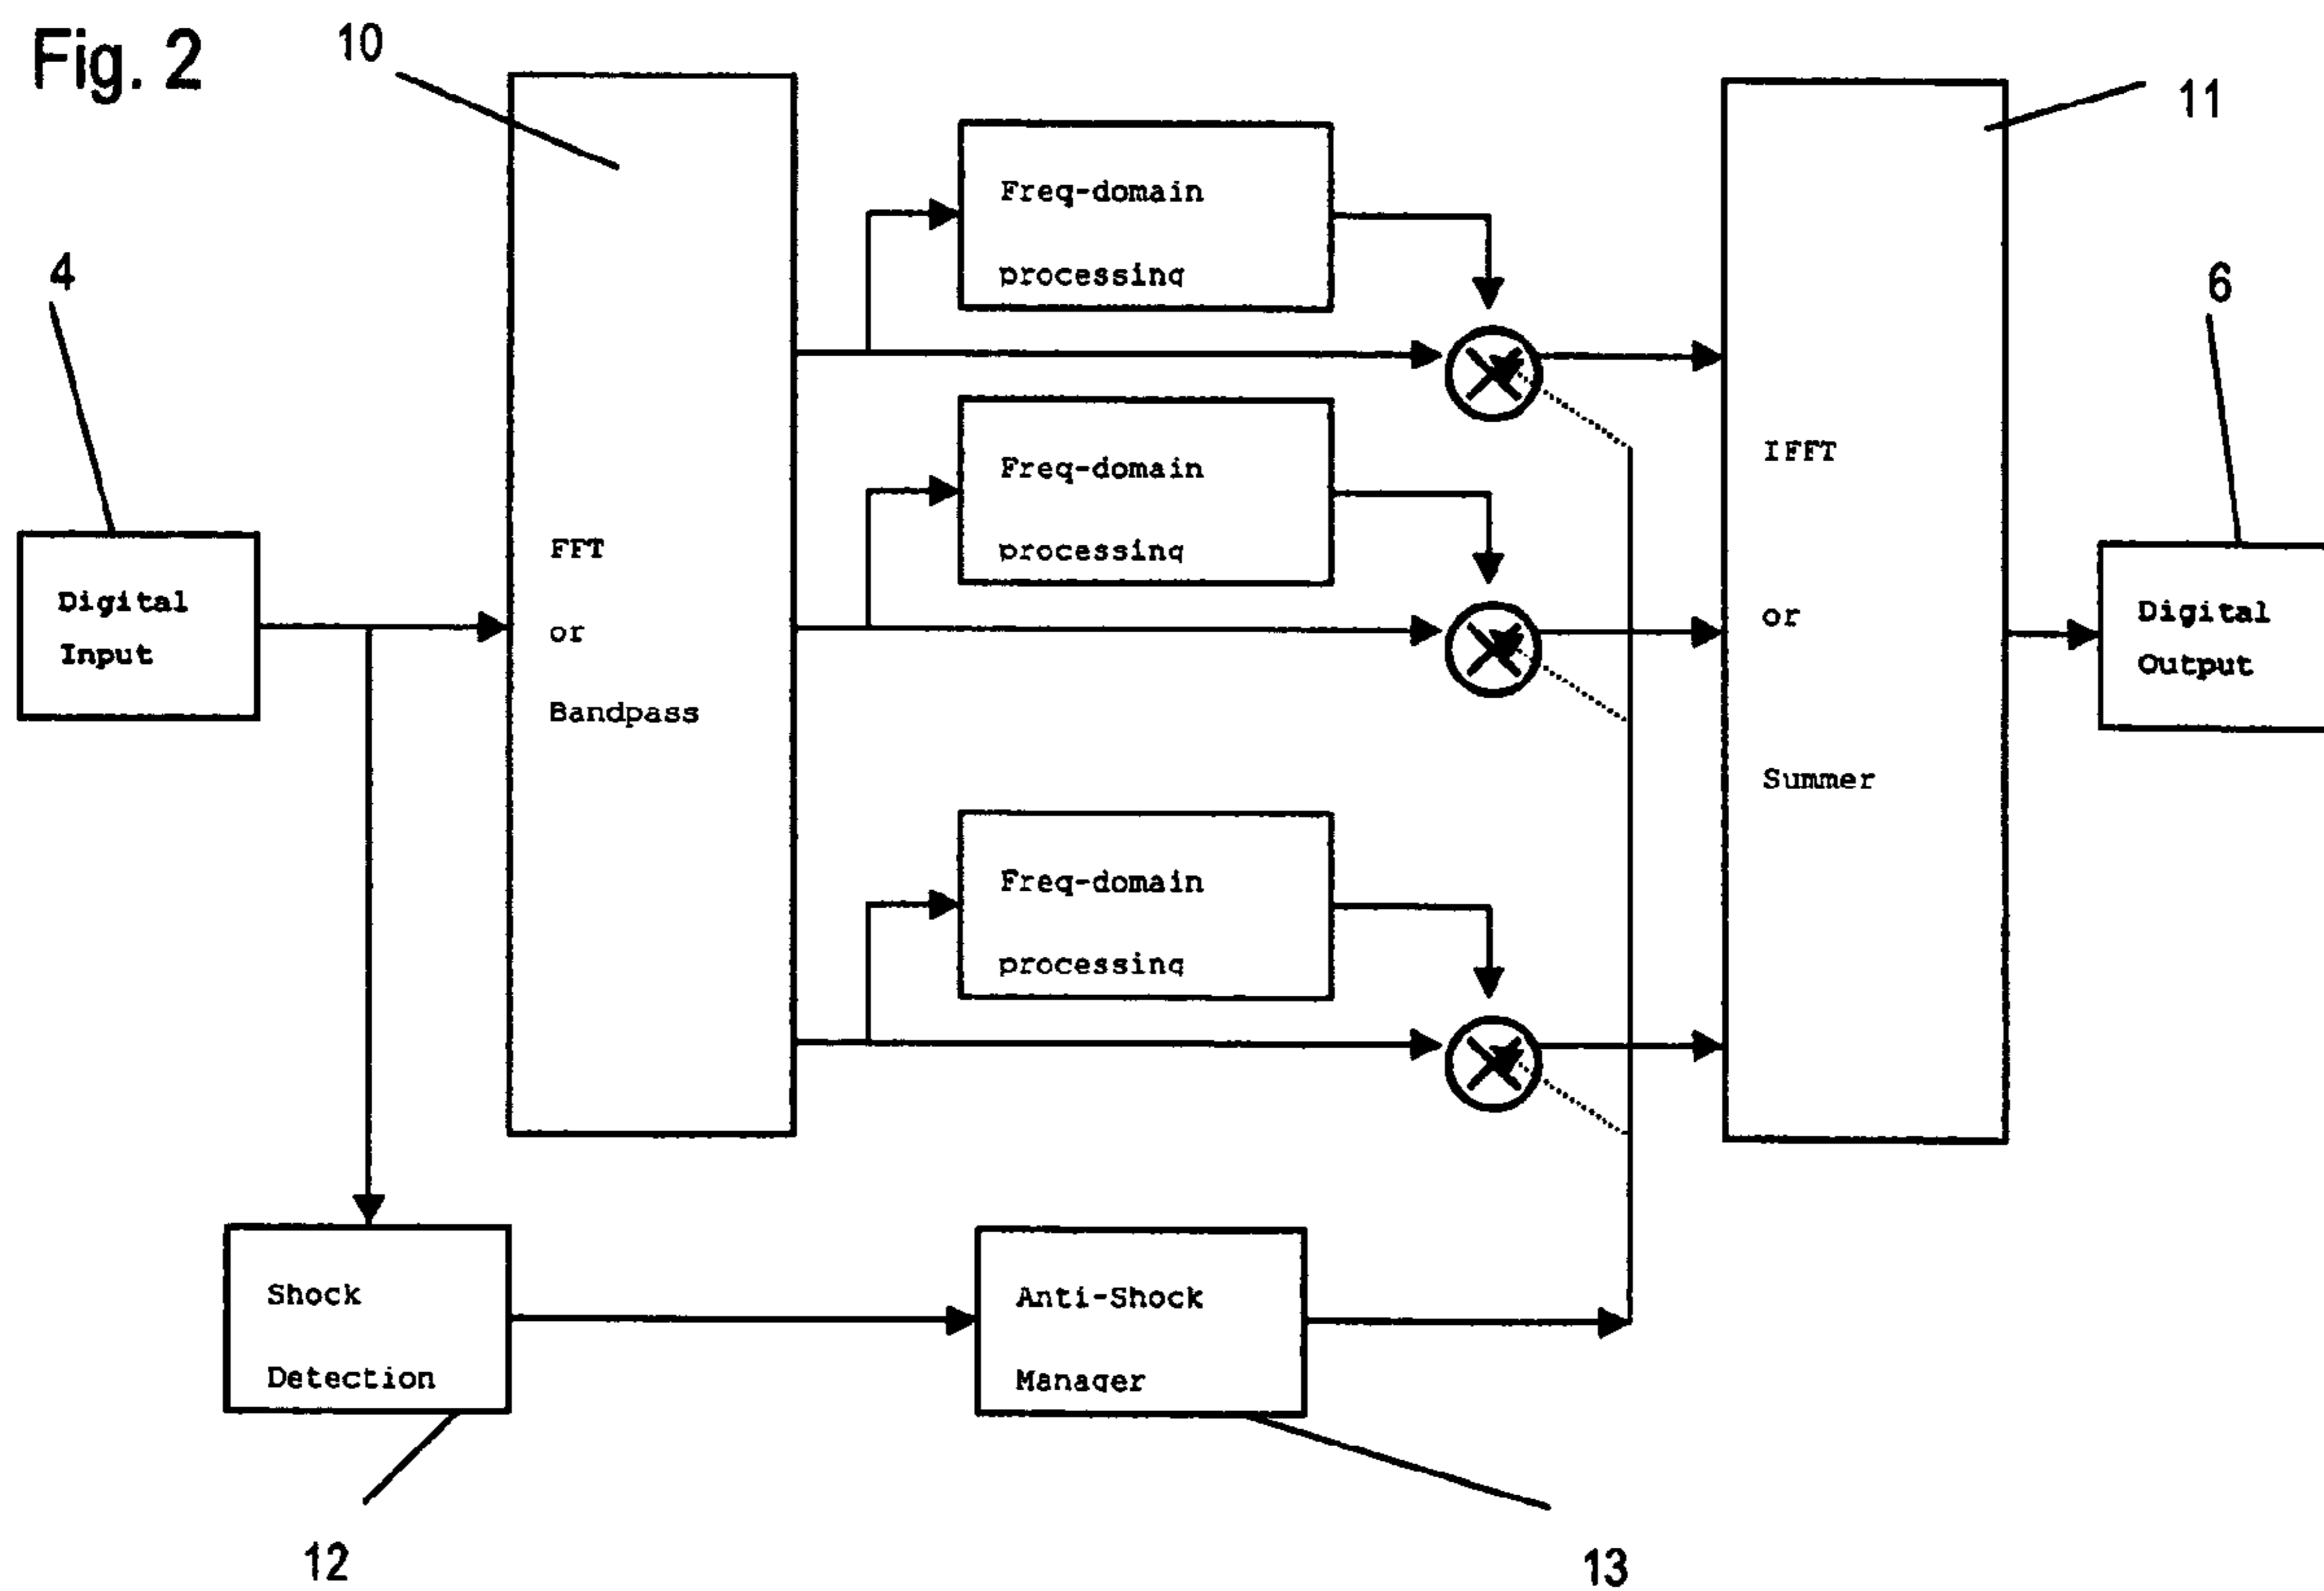 Fig. 2
10
11
4
6
Freq-domain
processing
Freq-domain
processing
Freq-domain
processing
Digital
Input
FFT
or
Bandpass
IFFT
or
Summer
Digital
Output
Shock
Detection
Anti-Shock
Manager
12
13